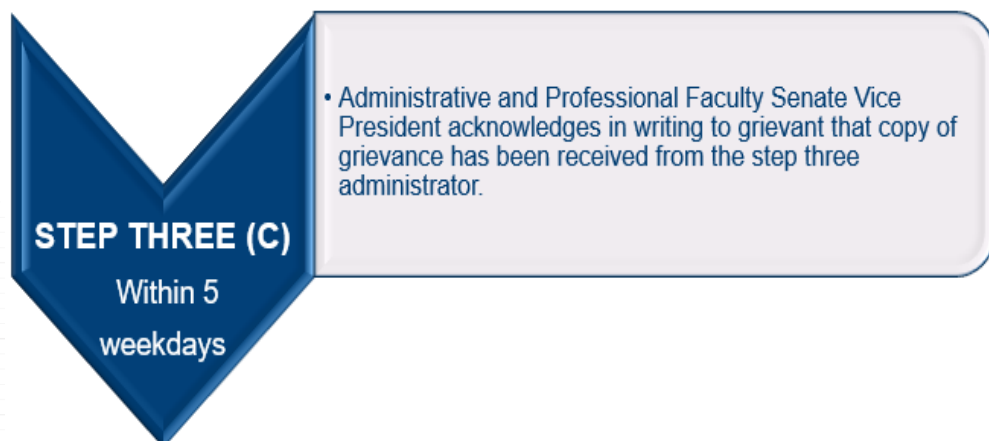 STEP THREE (C)
Within 5
weekdays
• Administrative and Professional Faculty Senate Vice
President acknowledges in writing to grievant that copy of
grievance has been received from the step three
administrator.